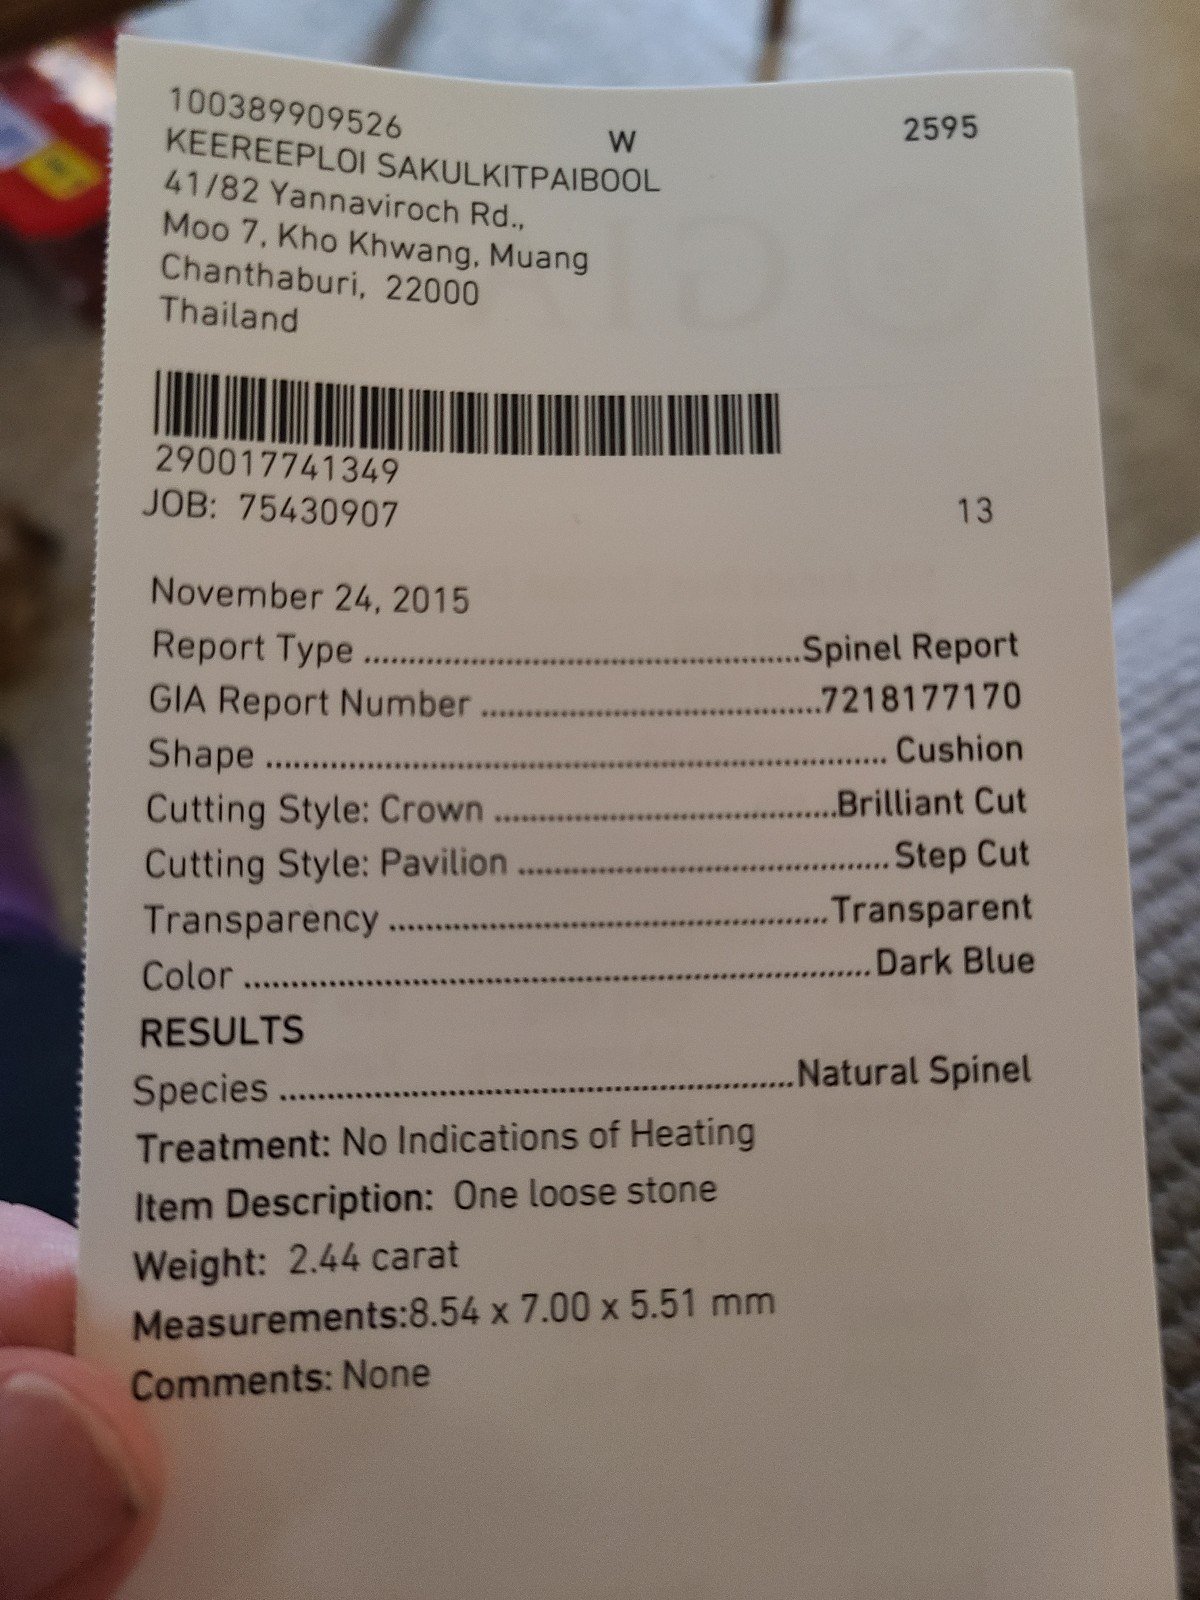 100389909526 W 2595
KEEREEPLOI SAKULKITPAIBOOL
41/82 Yannaviroch Rd.,
Moo 7, Kho Khwang, Muang
Chanthaburi, 22000
Thailand
290017741349
JOB: 75430907 13
November 24, 2015
Report Type ................................................Spinel Report
GIA Report Number .....................................7218177170
Shape ..................................................................... Cushion
Cutting Style: Crown ......................................Brilliant Cut
Cutting Style: Pavilion ........................................ Step Cut
Transparency ................................................Transparent
Color .....................................................................Dark Blue
RESULTS
Species .........................................................Natural Spinel
Treatment: No Indications of Heating
Item Description: One loose stone
Weight: 2.44 carat
Measurements:8.54 x 7.00 x 5.51 mm
Comments: None